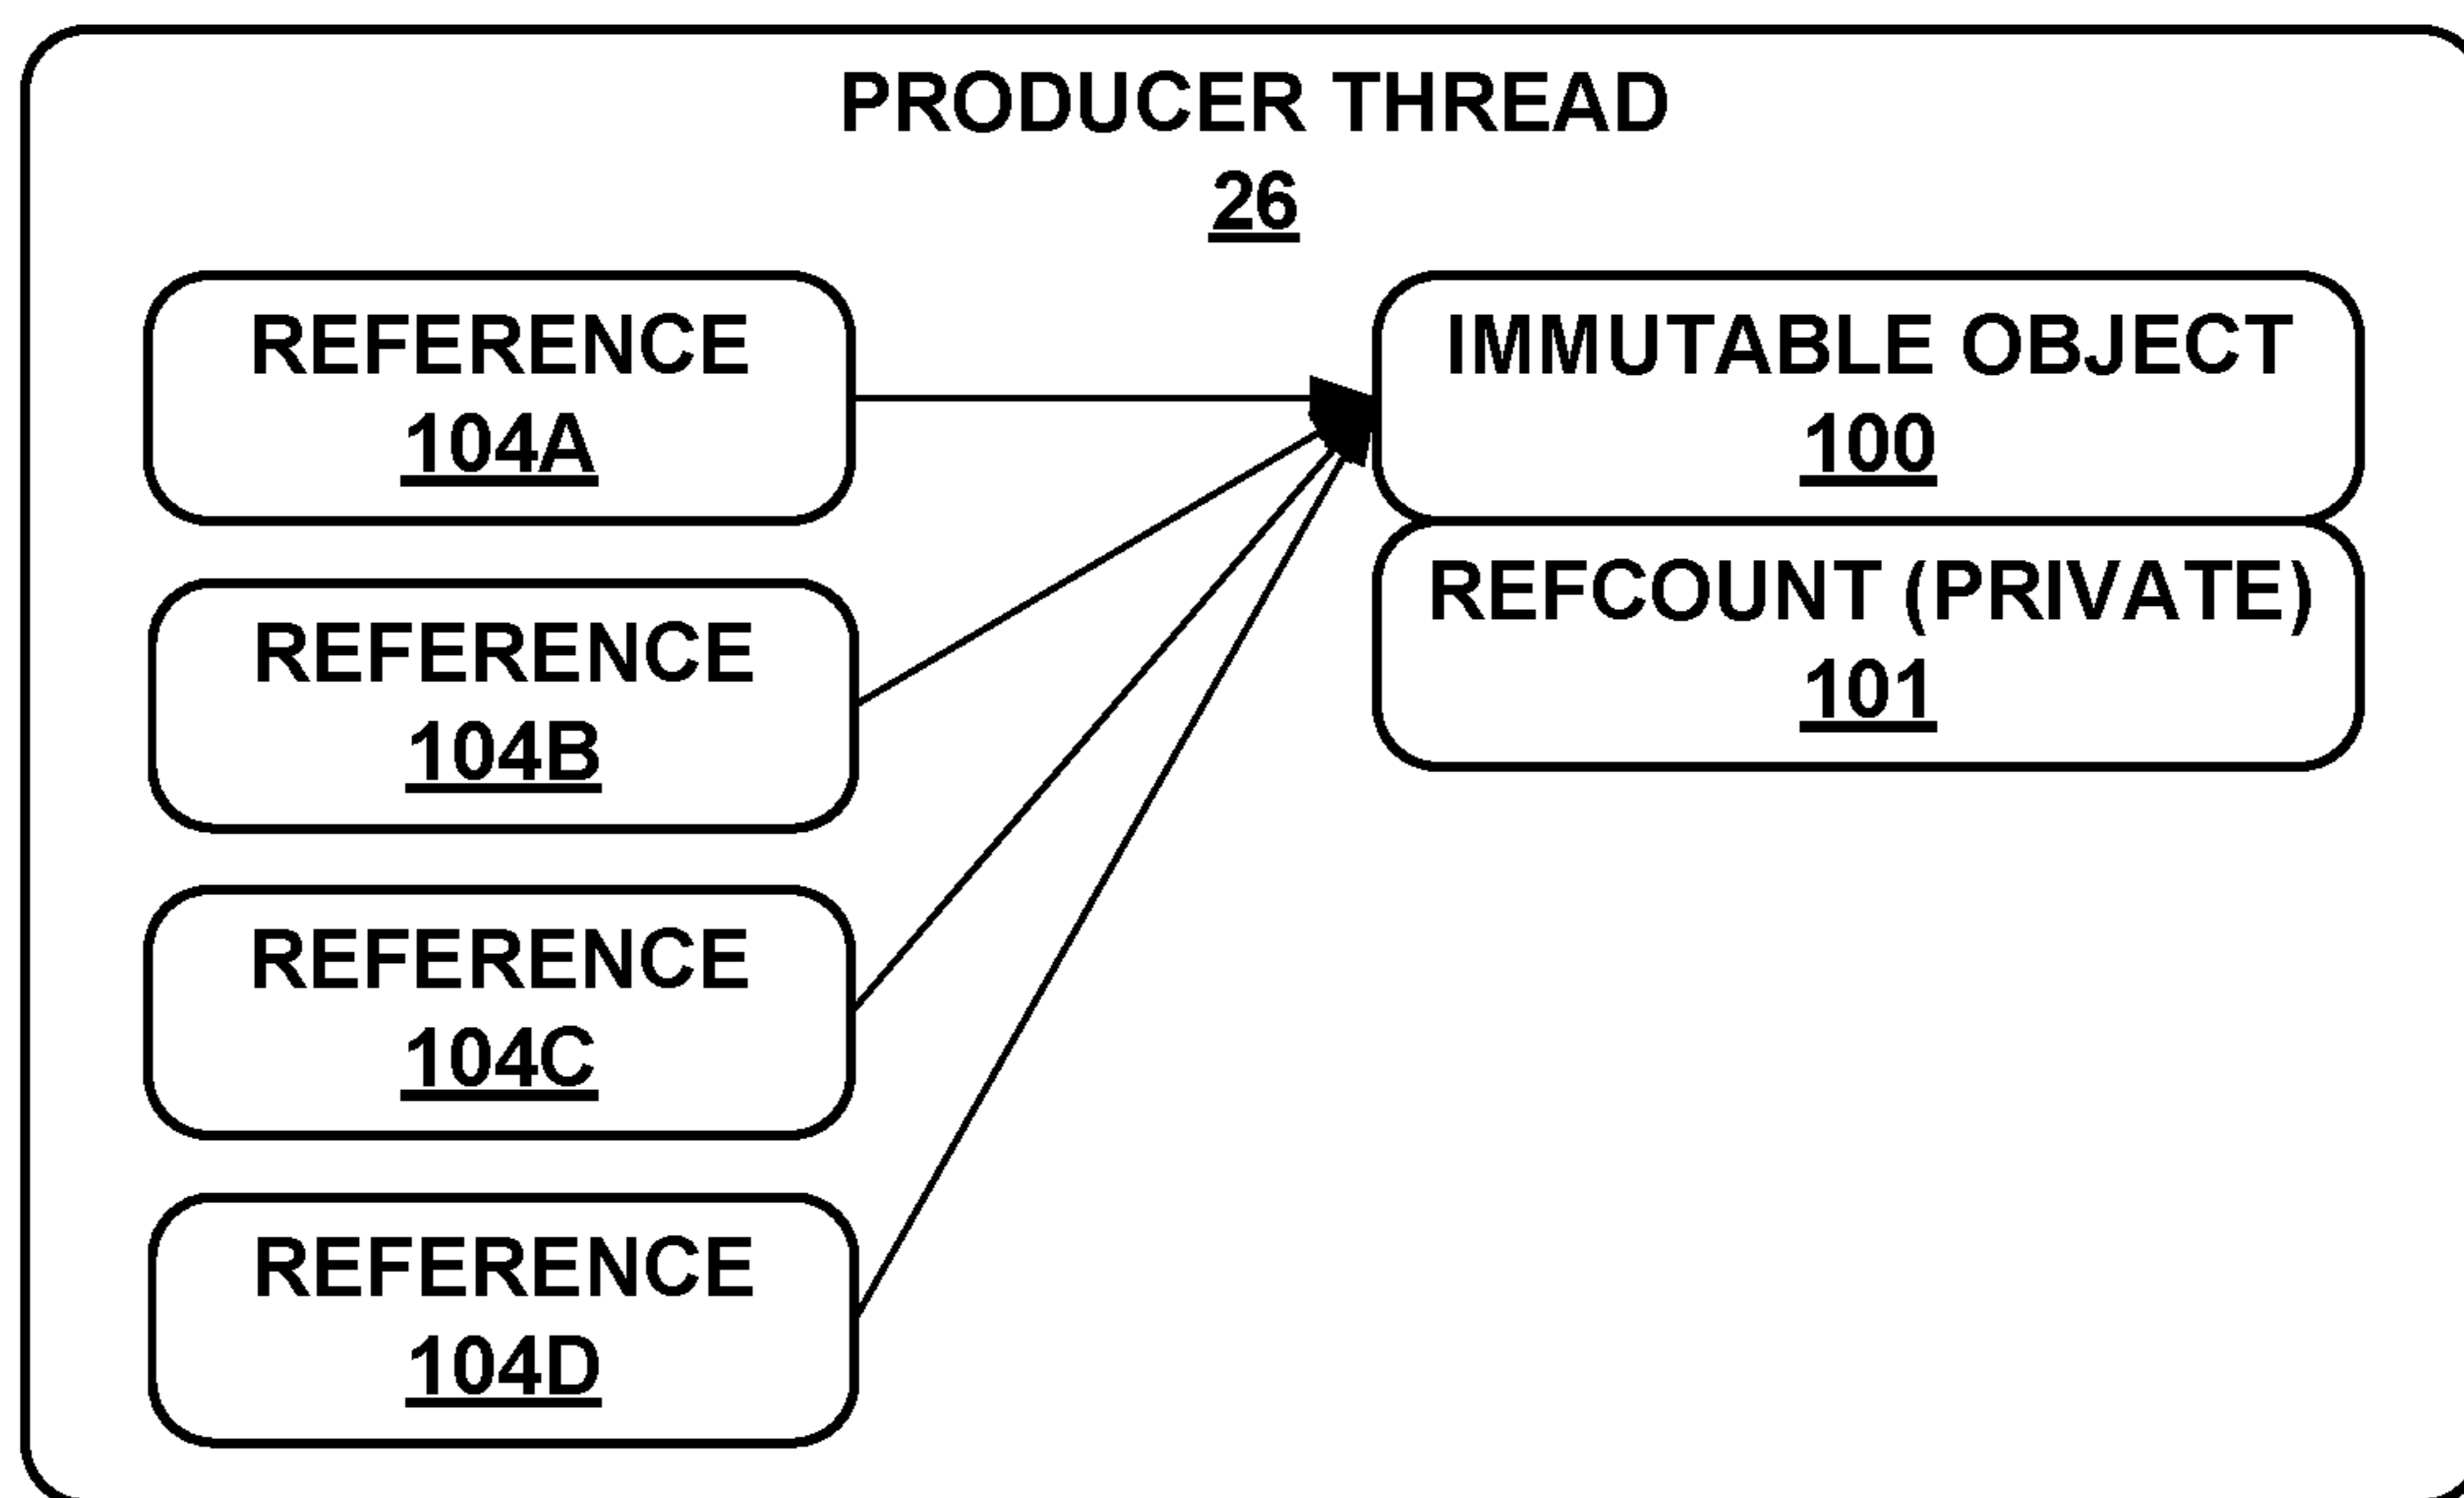 PRODUCER THREAD
26
REFERENCE
104A
IMMUTABLE OBJECT
100
REFCOUNT (PRIVATE)
101
REFERENCE
104B
REFERENCE
104C
REFERENCE
104D